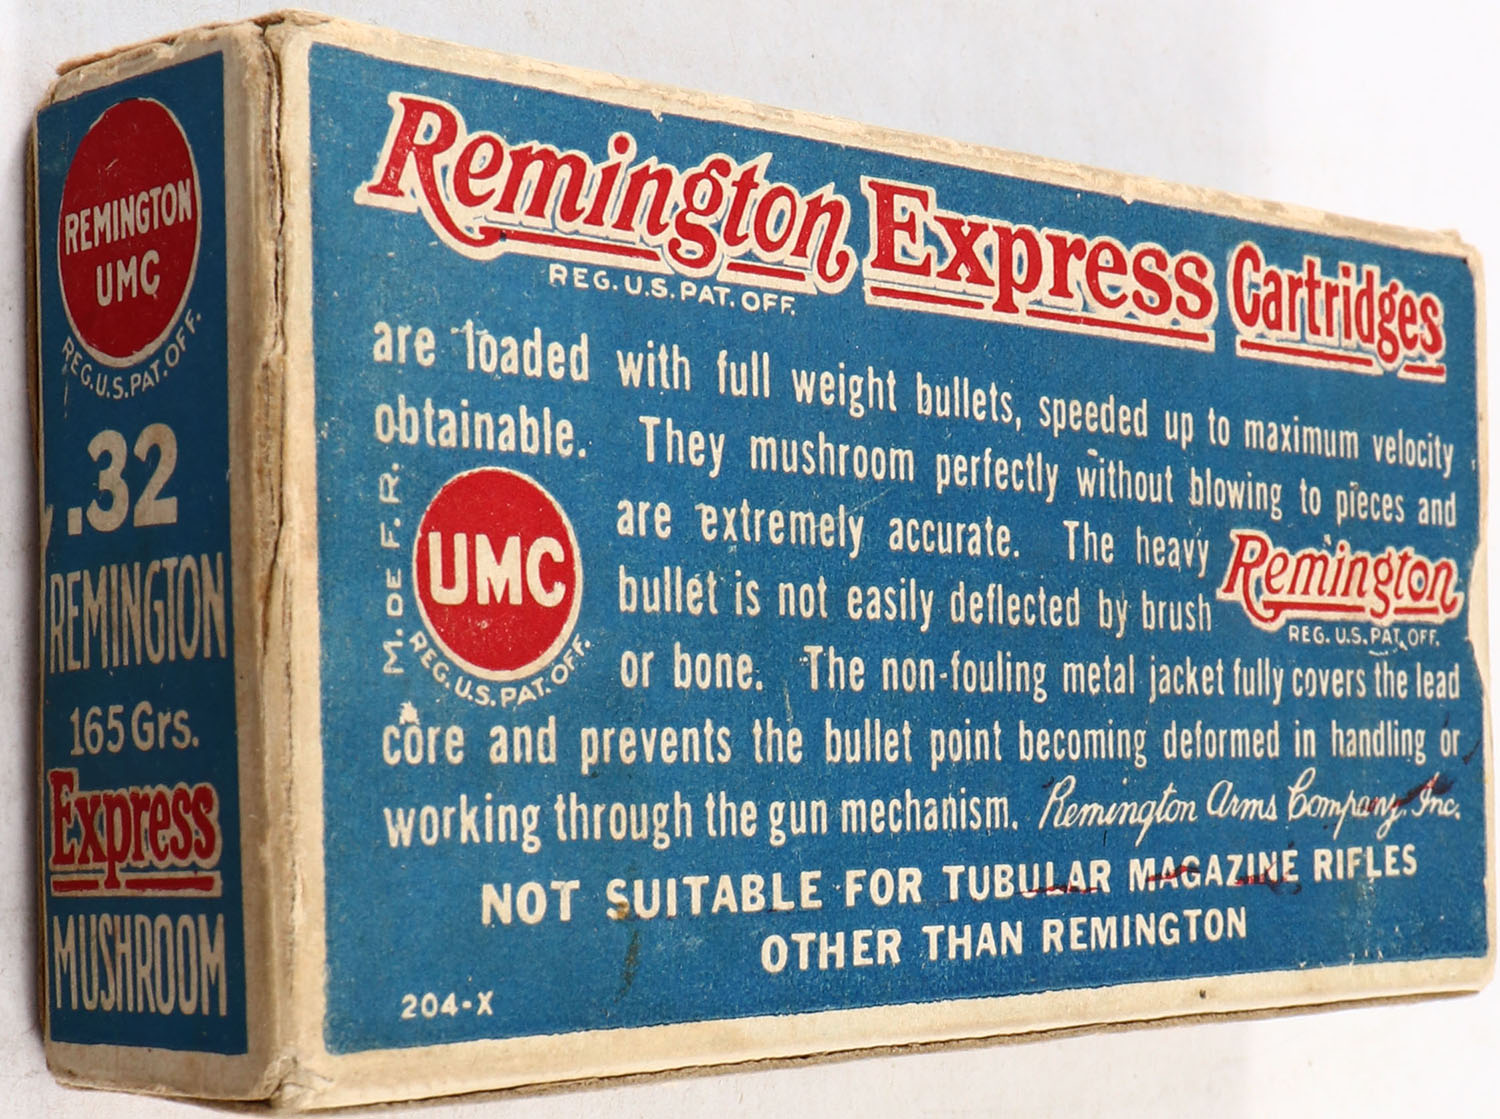 REMINGTON
UMC
REG.U.S.PAT.OFF.
.32
REMINGTON
165 Grs.
Express
MUSHROOM
Remington Express Cartridges
REG. U.S. PAT. OFF.
are loaded with full weight bullets, speeded up to maximum velocity
obtainable. They mushroom perfectly without blowing to pieces and
are extremely accurate. The heavy
bullet is not easily deflected by brush
or bone. The non-fouling metal jacket fully covers the lead
M. DE F. R.
UMC
REG. U.S. PAT. OFF.
Remington
REG. U.S. PAT. OFF.
core and prevents the bullet point becoming deformed in handling or
working through the gun mechanism. Remington Arms Company, Inc.
NOT SUITABLE FOR TUBULAR MAGAZINE RIFLES
OTHER THAN REMINGTON
204-X